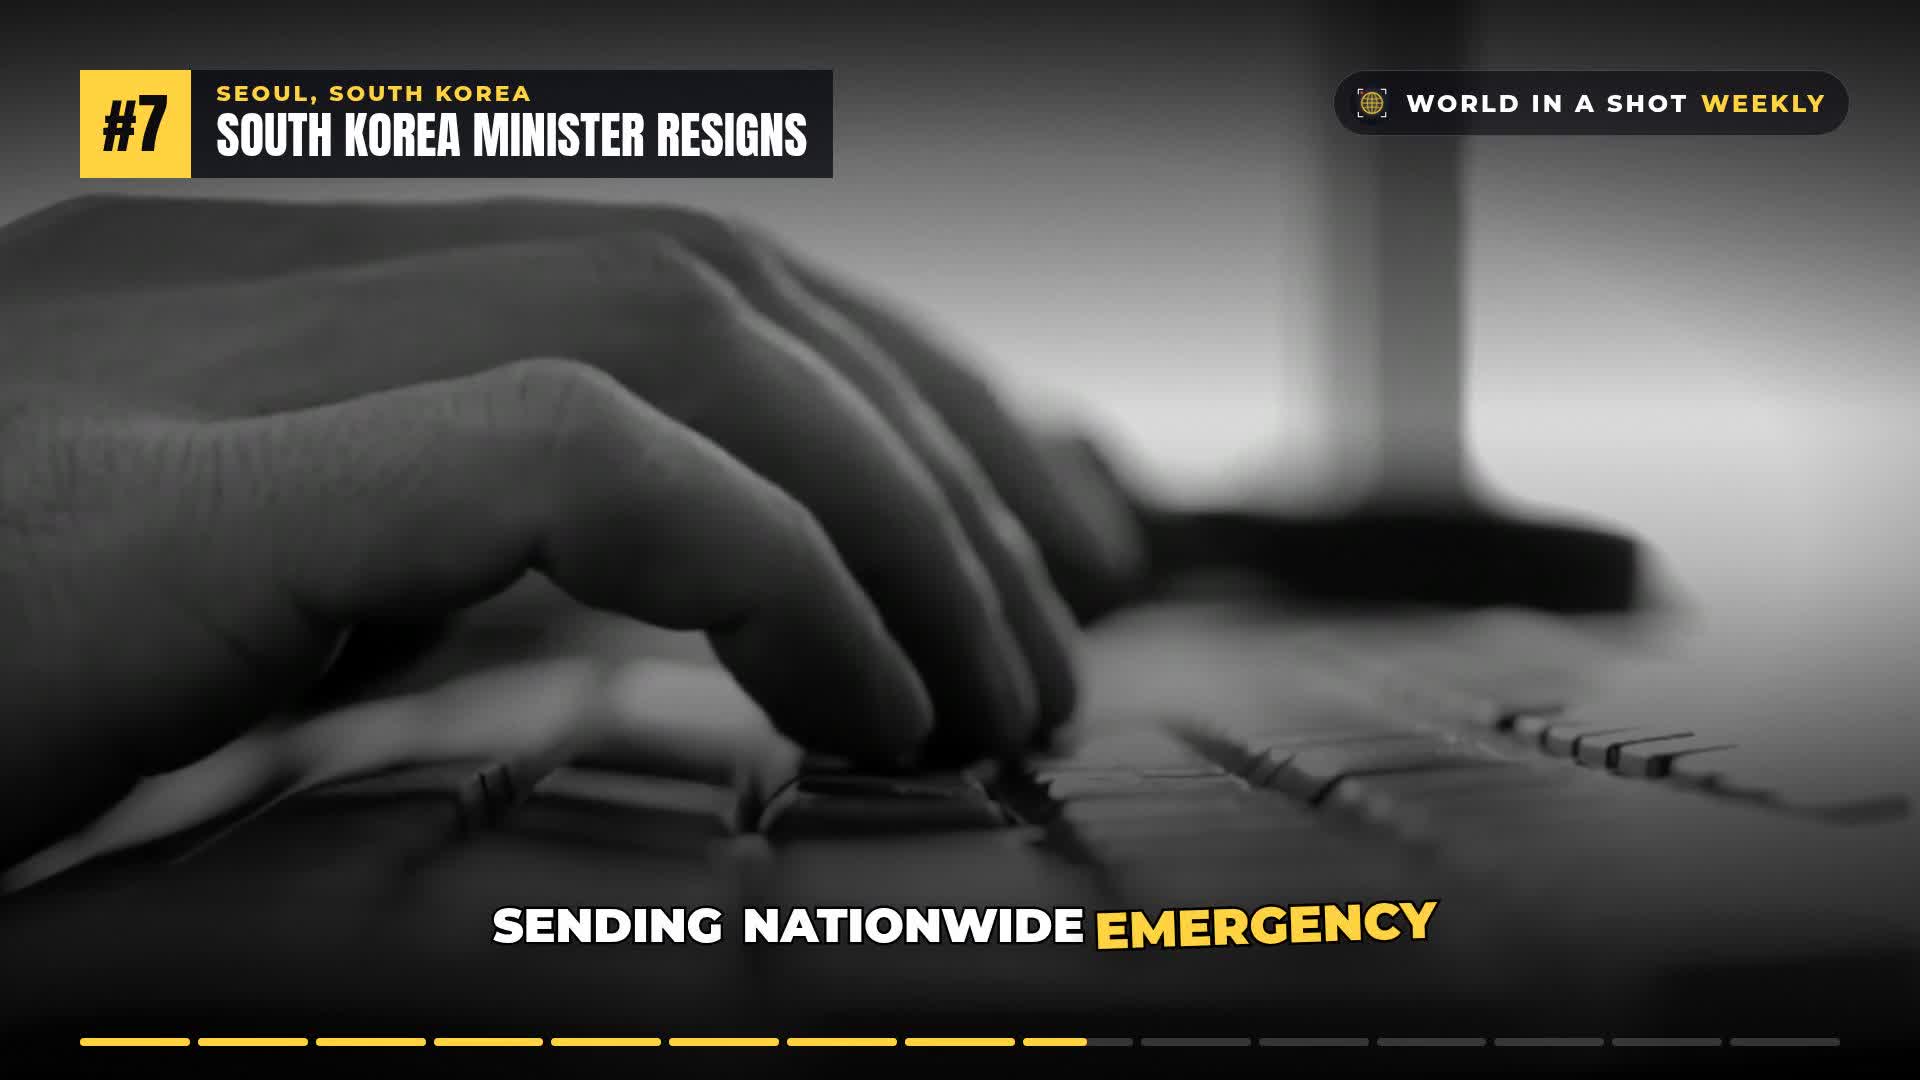 #7
SEOUL, SOUTH KOREA
SOUTH KOREA MINISTER RESIGNS
WORLD IN A SHOT WEEKLY
SENDING NATIONWIDE EMERGENCY